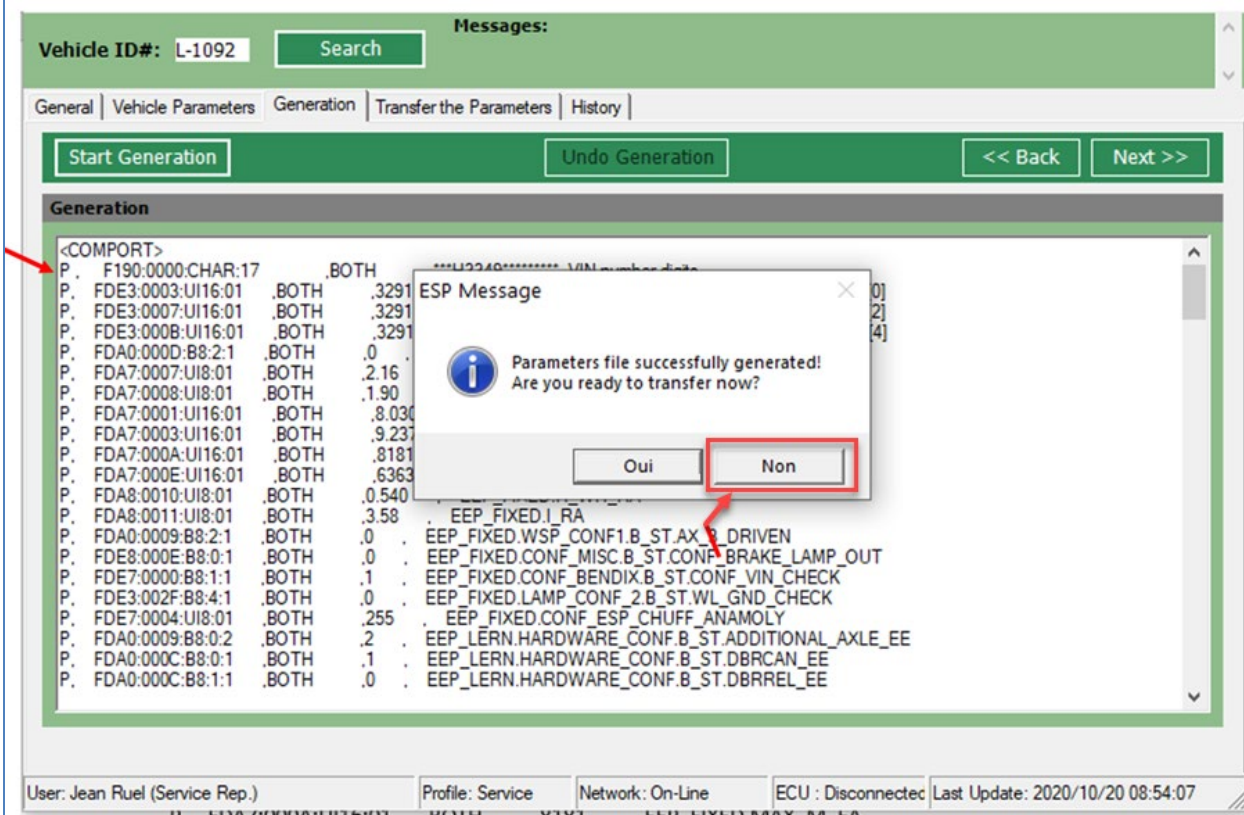 Messages:
Vehicle ID#: L-1092 Search
General Vehicle Parameters Generation Transfer the Parameters History
Start Generation Undo Generation << Back Next >>
Generation
<COMPORT>
P , F190:0000:CHAR:17 ,BOTH ,***H3249********* VIN number digits
P, FDE3:0003:UI16:01 ,BOTH ,3291 0]
P, FDE3:0007:UI16:01 ,BOTH ,3291 2]
P, FDE3:000B:UI16:01 ,BOTH ,3291 [4]
P, FDA0:000D:B8:2:1 ,BOTH ,0 ,
P, FDA7:0007:UI8:01 ,BOTH ,2.16
P, FDA7:0008:UI8:01 ,BOTH ,1.90
P, FDA7:0001:UI16:01 ,BOTH ,8.030
P, FDA7:0003:UI16:01 ,BOTH ,9.237
P, FDA7:000A:UI16:01 ,BOTH ,8181
P, FDA7:000E:UI16:01 ,BOTH ,6363
P, FDA8:0010:UI8:01 ,BOTH ,0.540
P, FDA8:0011:UI8:01 ,BOTH ,3.58 , EEP_FIXED.I_RA
P, FDA0:0009:B8:2:1 ,BOTH ,0 , EEP_FIXED.WSP_CONF1.B_ST.AX_3_DRIVEN
P, FDE8:000E:B8:0:1 ,BOTH ,0 , EEP_FIXED.CONF_MISC.B_ST.CONF_BRAKE_LAMP_OUT
P, FDE7:0000:B8:1:1 ,BOTH ,1 , EEP_FIXED.CONF_BENDIX.B_ST.CONF_VIN_CHECK
P, FDE3:002F:B8:4:1 ,BOTH ,0 , EEP_FIXED.LAMP_CONF_2.B_ST.WL_GND_CHECK
P, FDE7:0004:UI8:01 ,BOTH ,255 , EEP_FIXED.CONF_ESP_CHUFF_ANAMOLY
P, FDA0:0009:B8:0:2 ,BOTH ,2 , EEP_LERN.HARDWARE_CONF.B_ST.ADDITIONAL_AXLE_EE
P, FDA0:000C:B8:0:1 ,BOTH ,1 , EEP_LERN.HARDWARE_CONF.B_ST.DBRCAN_EE
P, FDA0:000C:B8:1:1 ,BOTH ,0 , EEP_LERN.HARDWARE_CONF.B_ST.DBRREL_EE
ESP Message
Parameters file successfully generated!
Are you ready to transfer now?
Oui Non
User: Jean Ruel (Service Rep.) Profile: Service Network: On-Line ECU : Disconnected Last Update: 2020/10/20 08:54:07